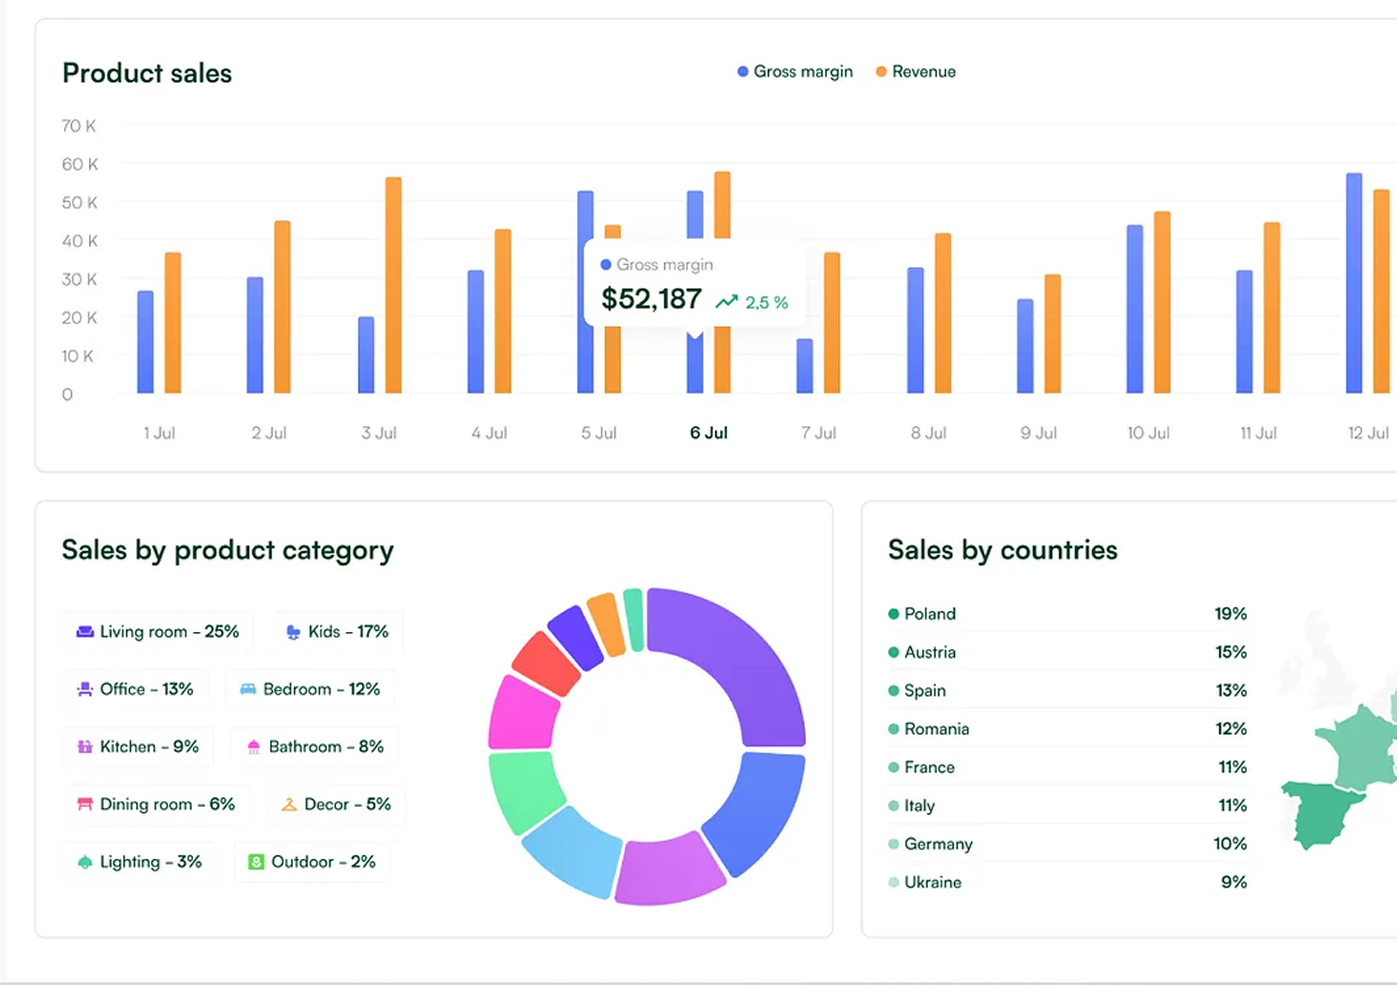 Product sales
Gross margin
Revenue
70 K
60 K
50 K
40 K
30 K
20 K
10 K
0
Gross margin
$52,187 2,5 %
1 Jul 2 Jul 3 Jul 4 Jul 5 Jul 6 Jul 7 Jul 8 Jul 9 Jul 10 Jul 11 Jul 12 Jul
Sales by product category
Living room - 25% Kids - 17%
Office - 13% Bedroom - 12%
Kitchen - 9% Bathroom - 8%
Dining room - 6% Decor - 5%
Lighting - 3% Outdoor - 2%
Sales by countries
Poland 19%
Austria 15%
Spain 13%
Romania 12%
France 11%
Italy 11%
Germany 10%
Ukraine 9%